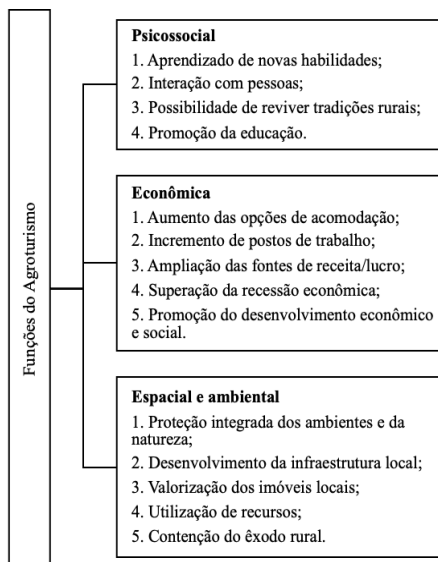 Funções do Agroturismo
Psicossocial
1. Aprendizado de novas habilidades;
2. Interação com pessoas;
3. Possibilidade de reviver tradições rurais;
4. Promoção da educação.
Econômica
1. Aumento das opções de acomodação;
2. Incremento de postos de trabalho;
3. Ampliação das fontes de receita/lucro;
4. Superação da recessão econômica;
5. Promoção do desenvolvimento econômico
e social.
Espacial e ambiental
1. Proteção integrada dos ambientes e da
natureza;
2. Desenvolvimento da infraestrutura local;
3. Valorização dos imóveis locais;
4. Utilização de recursos;
5. Contenção do êxodo rural.